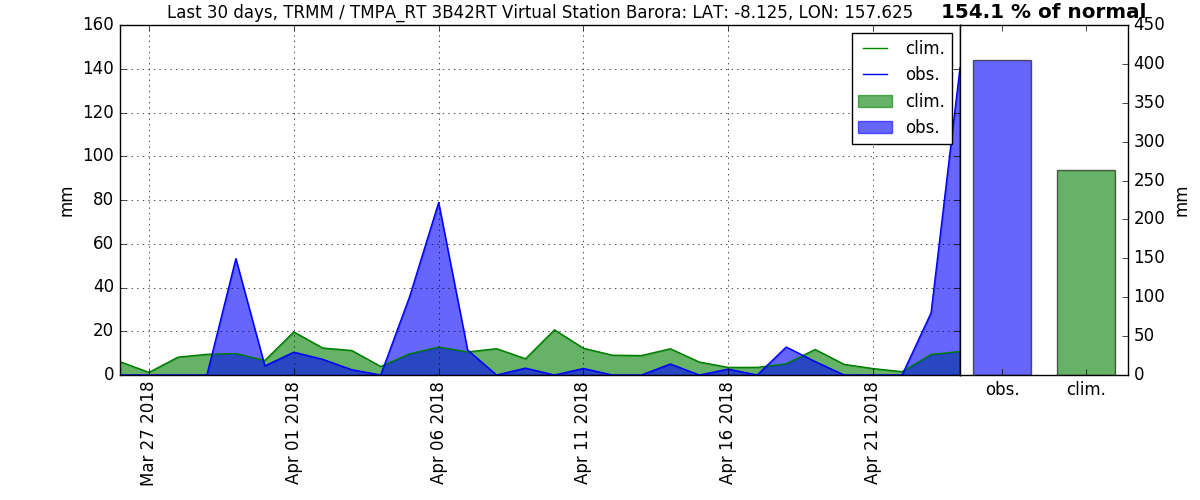 Last 30 days, TRMM / TMPA_RT 3B42RT Virtual Station Barora: LAT: -8.125, LON: 157.625
154.1 % of normal
160
140
120
100
80
60
40
20
0
mm
clim.
obs.
clim.
obs.
Mar 27 2018
Apr 01 2018
Apr 06 2018
Apr 11 2018
Apr 16 2018
Apr 21 2018
450
400
350
300
250
200
150
100
50
0
mm
obs.
clim.